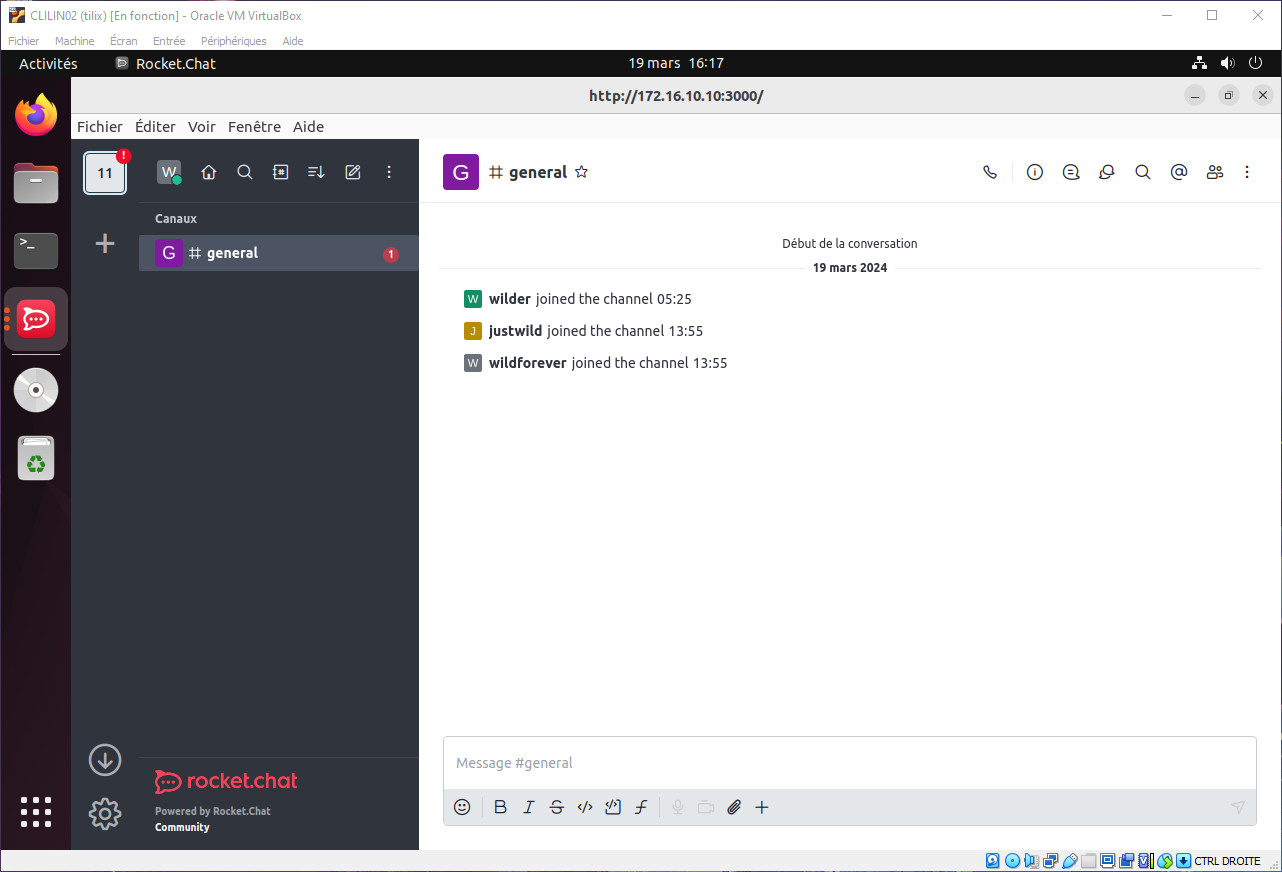 CLILIN02 (tilix) [En fonction] - Oracle VM VirtualBox
Fichier Machine Écran Entrée Périphériques Aide
Activités Rocket.Chat 19 mars 16:17
http://172.16.10.10:3000/
Fichier Éditer Voir Fenêtre Aide
11 ! W
G general
Canaux
G general 1
Début de la conversation
19 mars 2024
W wilder joined the channel 05:25
J justwild joined the channel 13:55
W wildforever joined the channel 13:55
Message #general
B I S </> f
rocket.chat
Powered by Rocket.Chat
Community
CTRL DROITE